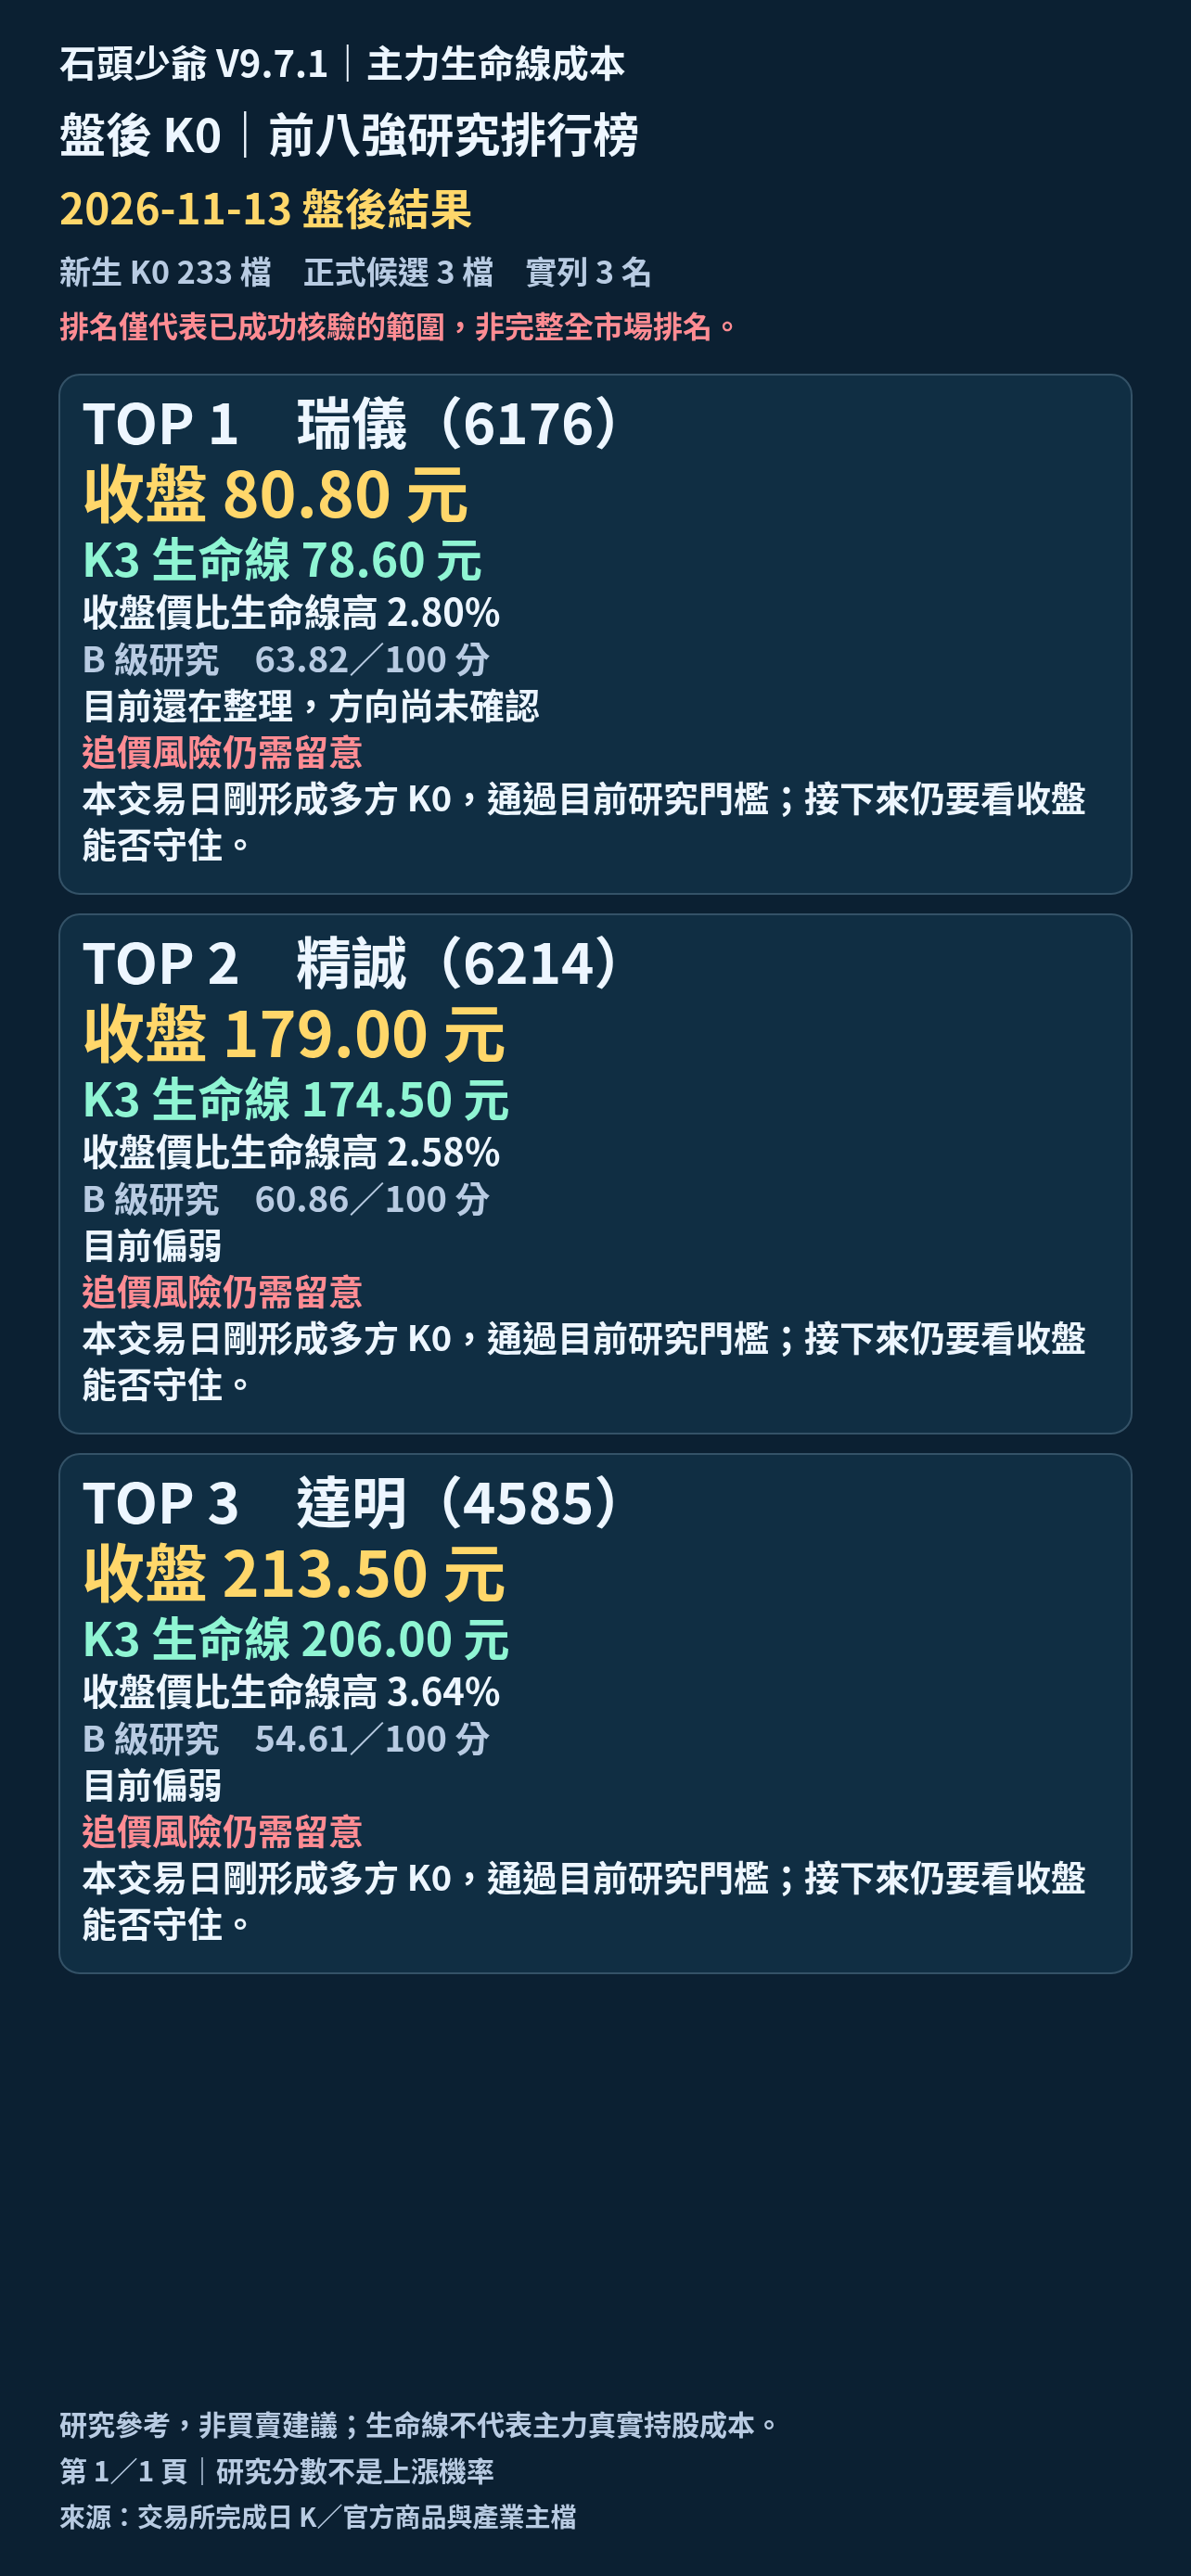 石頭少爺 V9.7.1｜主力生命線成本
盤後 K0｜前八強研究排行榜
2026-11-13 盤後結果
新生 K0 233 檔　正式候選 3 檔　實列 3 名
排名僅代表已成功核驗的範圍，非完整全市場排名。
TOP 1　瑞儀（6176）
收盤 80.80 元
K3 生命線 78.60 元
收盤價比生命線高 2.80%
B 級研究　63.82／100 分
目前還在整理，方向尚未確認
追價風險仍需留意
本交易日剛形成多方 K0，通過目前研究門檻；接下來仍要看收盤
能否守住。
TOP 2　精誠（6214）
收盤 179.00 元
K3 生命線 174.50 元
收盤價比生命線高 2.58%
B 級研究　60.86／100 分
目前偏弱
追價風險仍需留意
本交易日剛形成多方 K0，通過目前研究門檻；接下來仍要看收盤
能否守住。
TOP 3　達明（4585）
收盤 213.50 元
K3 生命線 206.00 元
收盤價比生命線高 3.64%
B 級研究　54.61／100 分
目前偏弱
追價風險仍需留意
本交易日剛形成多方 K0，通過目前研究門檻；接下來仍要看收盤
能否守住。
研究參考，非買賣建議；生命線不代表主力真實持股成本。
第 1／1 頁｜研究分數不是上漲機率
來源：交易所完成日 K／官方商品與產業主檔